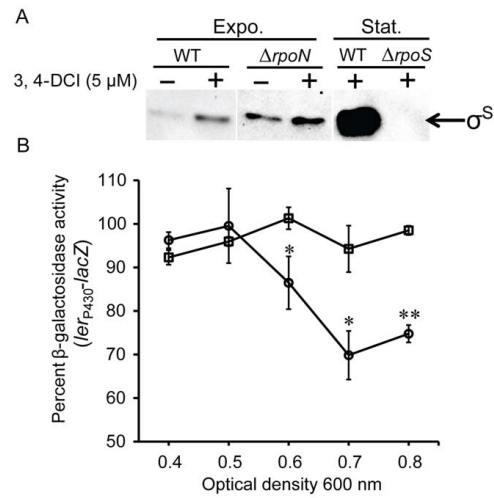 A
Expo. Stat.
WT ΔrpoN WT ΔrpoS
3, 4-DCI (5 µM) – + – + + +
σS
B
Percent β-galactosidase activity
(lerP430-lacZ)
110
100
90
80
70
60
50
* * **
0.4 0.5 0.6 0.7 0.8
Optical density 600 nm